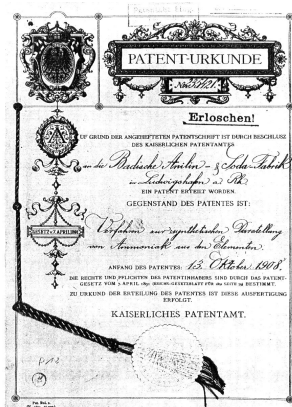 PATENT-URKUNDE
Erloschen!
AUF GRUND DER ANGEHEFTETEN PATENTSCHRIFT IST DURCH BESCHLUSS
DES KAISERLICHEN PATENTAMTES
an die Badische Anilin- & Soda-Fabrik
in Ludwigshafen a. Rh.
EIN PATENT ERTEILT WORDEN.
GEGENSTAND DES PATENTES IST:
Verfahren zur synthetischen Darstellung
von Ammoniak aus den Elementen.
GESETZ v. 7. APRIL 1891
ANFANG DES PATENTES: 13. Oktober 1908.
DIE RECHTE UND PFLICHTEN DES PATENTINHABERS SIND DURCH DAS PATENT-
GESETZ VOM 7. APRIL 1891 (REICHS-GESETZBLATT FÜR 1891 SEITE 79) BESTIMMT.
ZU URKUND DER ERTEILUNG DES PATENTES IST DIESE AUSFERTIGUNG
ERFOLGT.
KAISERLICHES PATENTAMT.